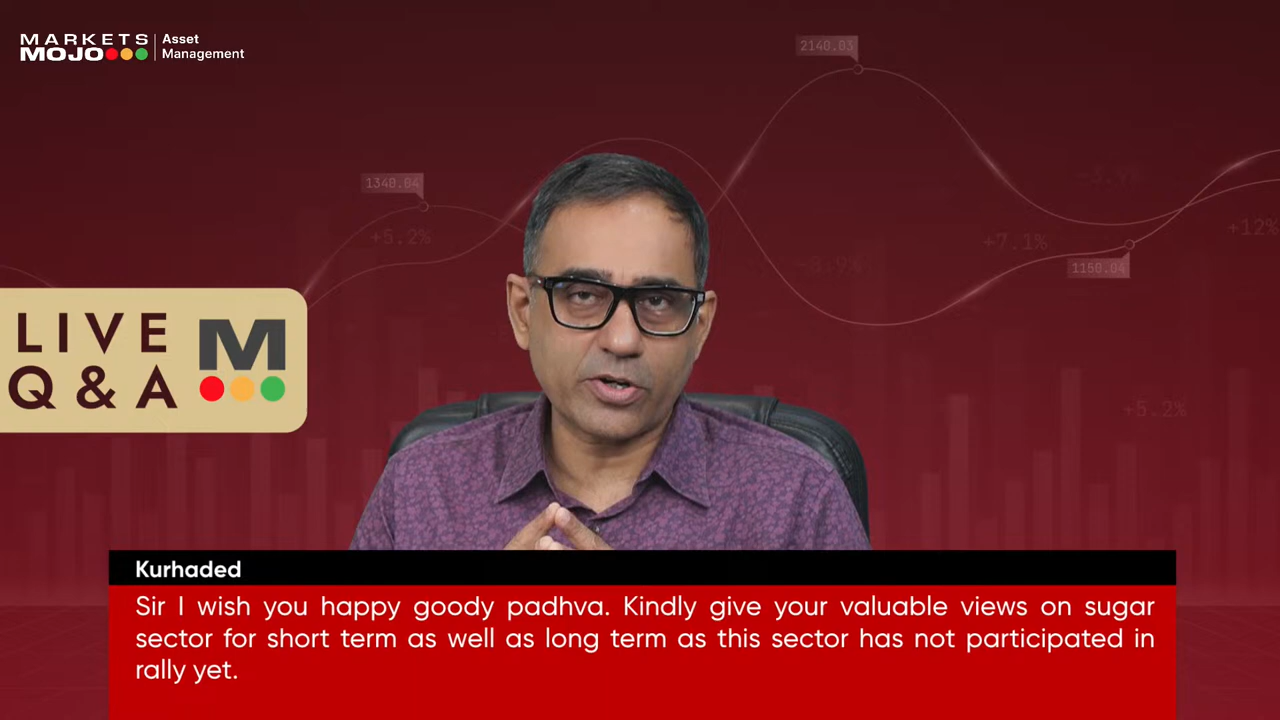 MARKETS
MOJO
Asset
Management
2140.03
1340.04
+5.2%
+7.1%
+12%
1150.04
+5.2%
LIVE
Q & A
M
Kurhaded
Sir I wish you happy goody padhva. Kindly give your valuable views on sugar
sector for short term as well as long term as this sector has not participated in
rally yet.